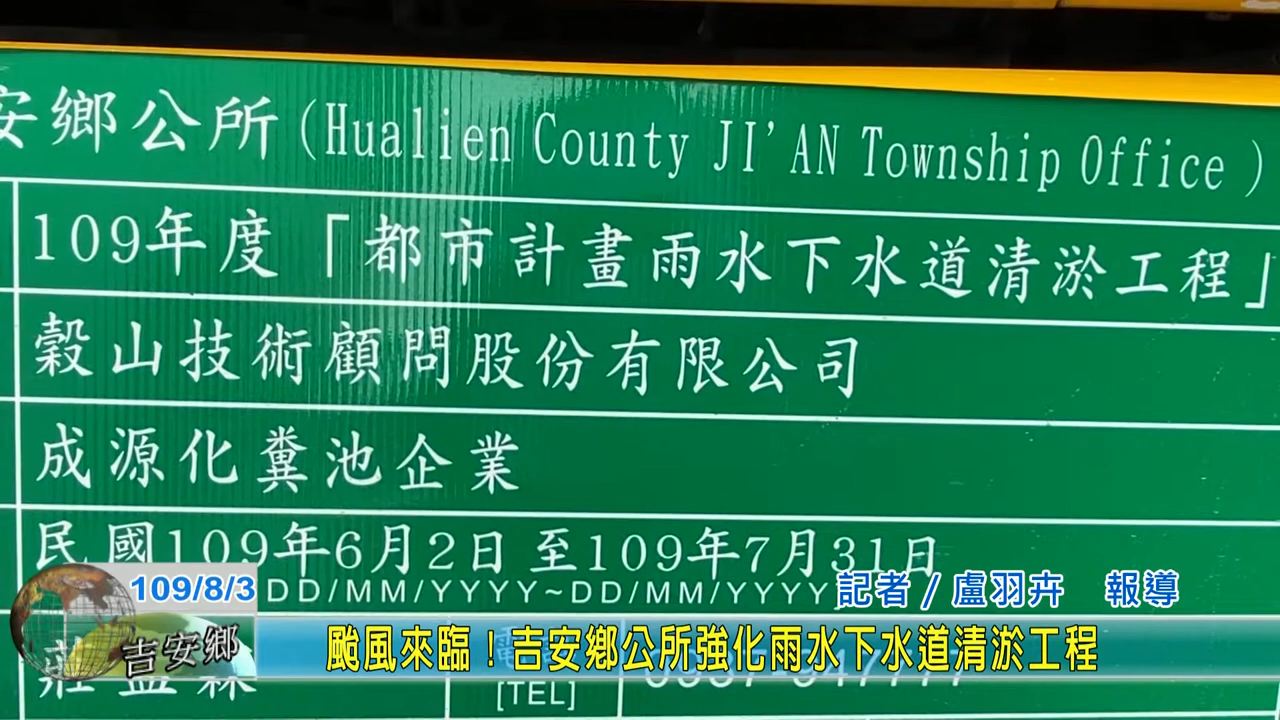 安鄉公所(Hualien County JI'AN Township Office )
109年度「都市計畫雨水下水道清淤工程」
穀山技術顧問股份有限公司
成源化糞池企業
民國109年6月2日至109年7月31日
109/8/3
DD/MM/YYYY~DD/MM/YYYY
記者／盧羽卉 報導
吉安鄉
颱風來臨！吉安鄉公所強化雨水下水道清淤工程
[TEL]